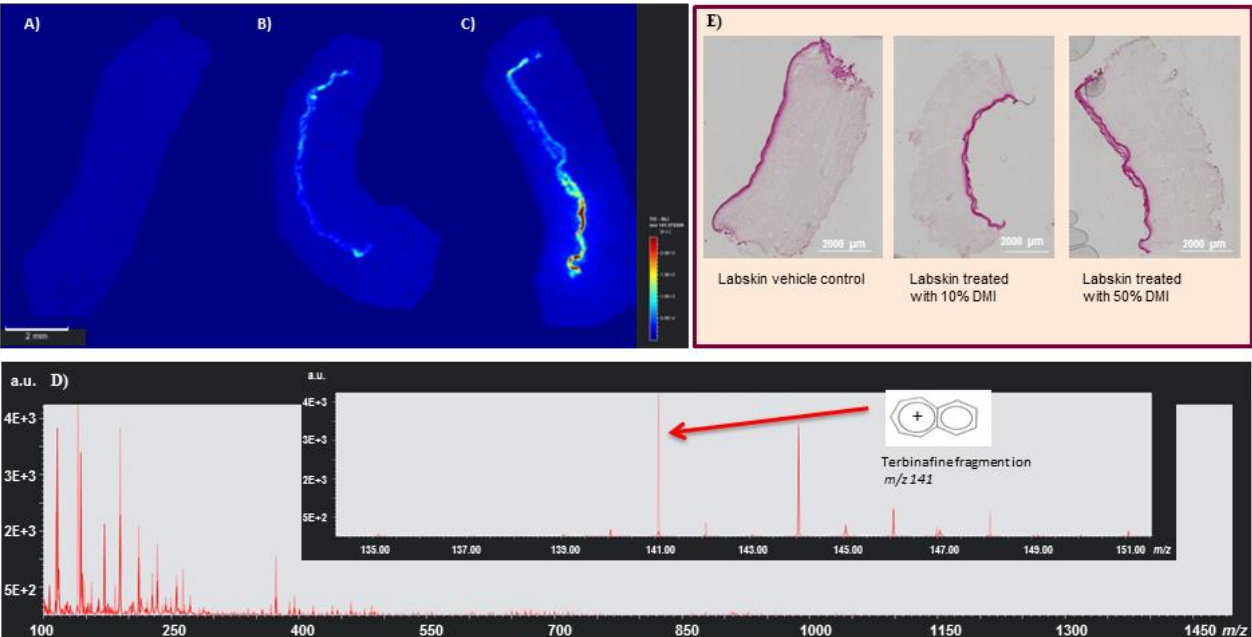 A)
B)
C)
2 mm
E)
2000 µm
2000 µm
2000 µm
Labskin vehicle control
Labskin treated
with 10% DMI
Labskin treated
with 50% DMI
a.u. D)
4E+3
3E+3
2E+3
5E+2
100 250 400 550 700 850 1000 1150 1300 1450 m/z
a.u.
4E+3
3E+3
5E+2
135.00 137.00 139.00 141.00 143.00 145.00 147.00 149.00 151.00 m/z
+
Terbinafine fragment ion
m/z 141